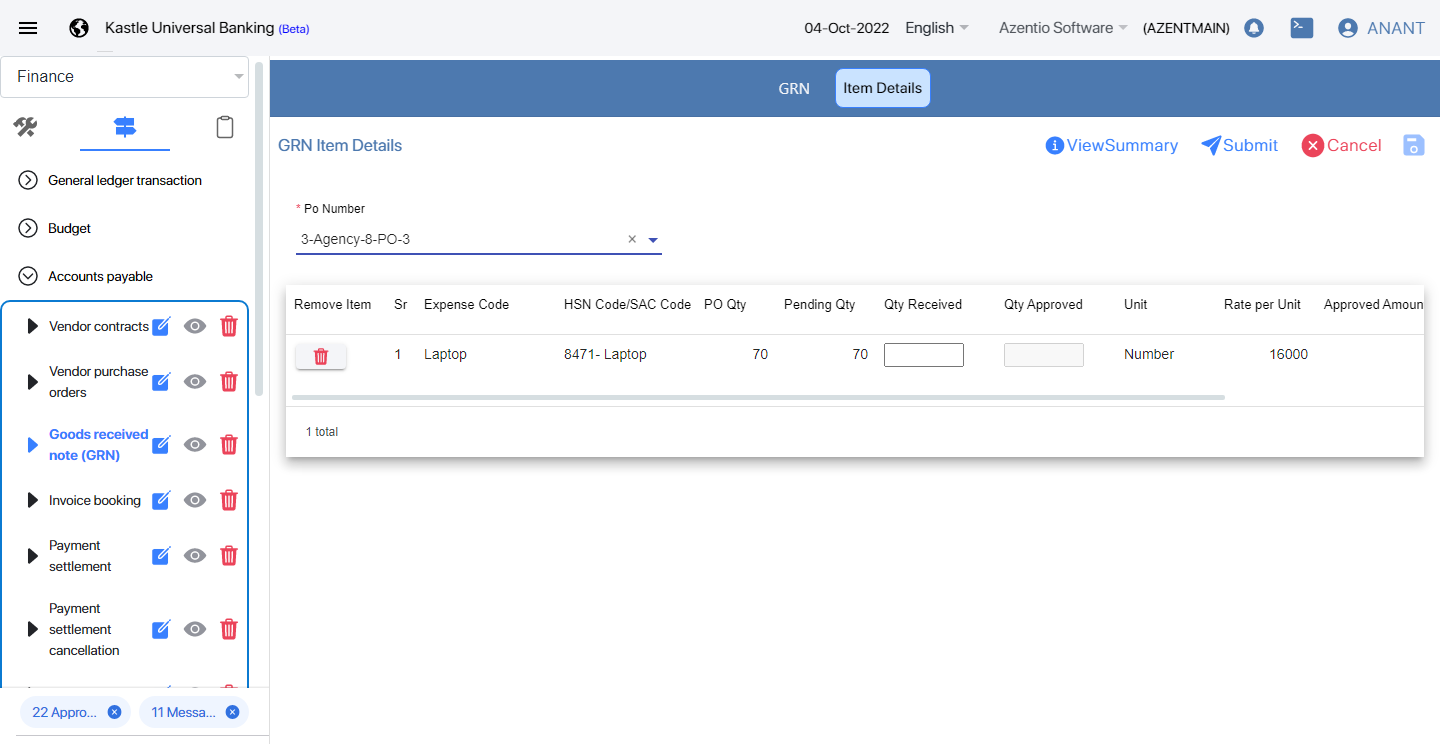 Kastle Universal Banking (Beta)
04-Oct-2022
English
Azentio Software
(AZENTMAIN)
ANANT
Finance
General ledger transaction
Budget
Accounts payable
Vendor contracts
Vendor purchase
orders
Goods received
note (GRN)
Invoice booking
Payment
settlement
Payment
settlement
cancellation
22 Appro...
11 Messa...
GRN
Item Details
GRN Item Details
ViewSummary
Submit
Cancel
* Po Number
3-Agency-8-PO-3
Remove Item Sr Expense Code HSN Code/SAC Code PO Qty Pending Qty Qty Received Qty Approved Unit Rate per Unit Approved Amoun
1 Laptop 8471- Laptop 70 70 Number 16000
1 total